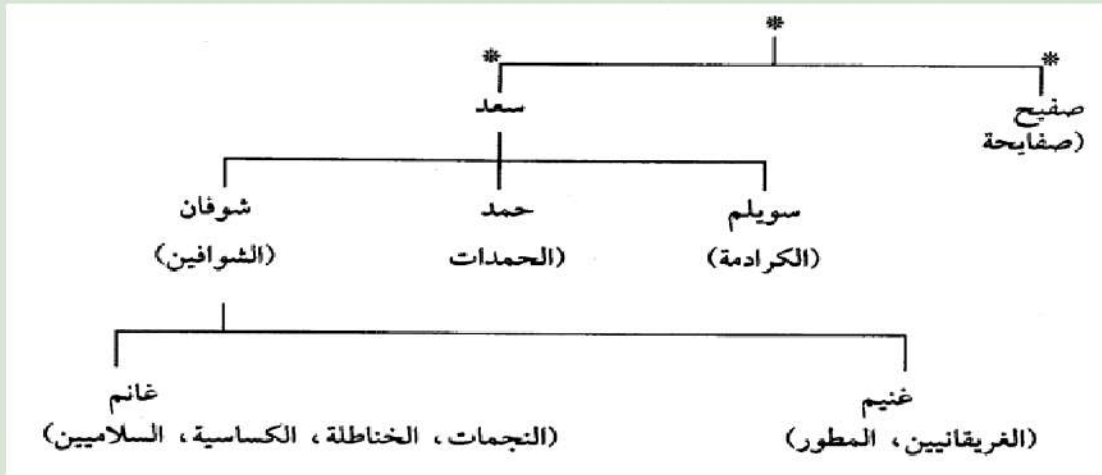 صفيح
(صفايحة
سعد
سويلم
(الكرادمة)
حمد
(الحمدات
شوفان
(الشوافين)
غنيم
(الغريقانيين، المطور)
غانم
(النجمات، الخناطلة، الكساسية، السلاميين)